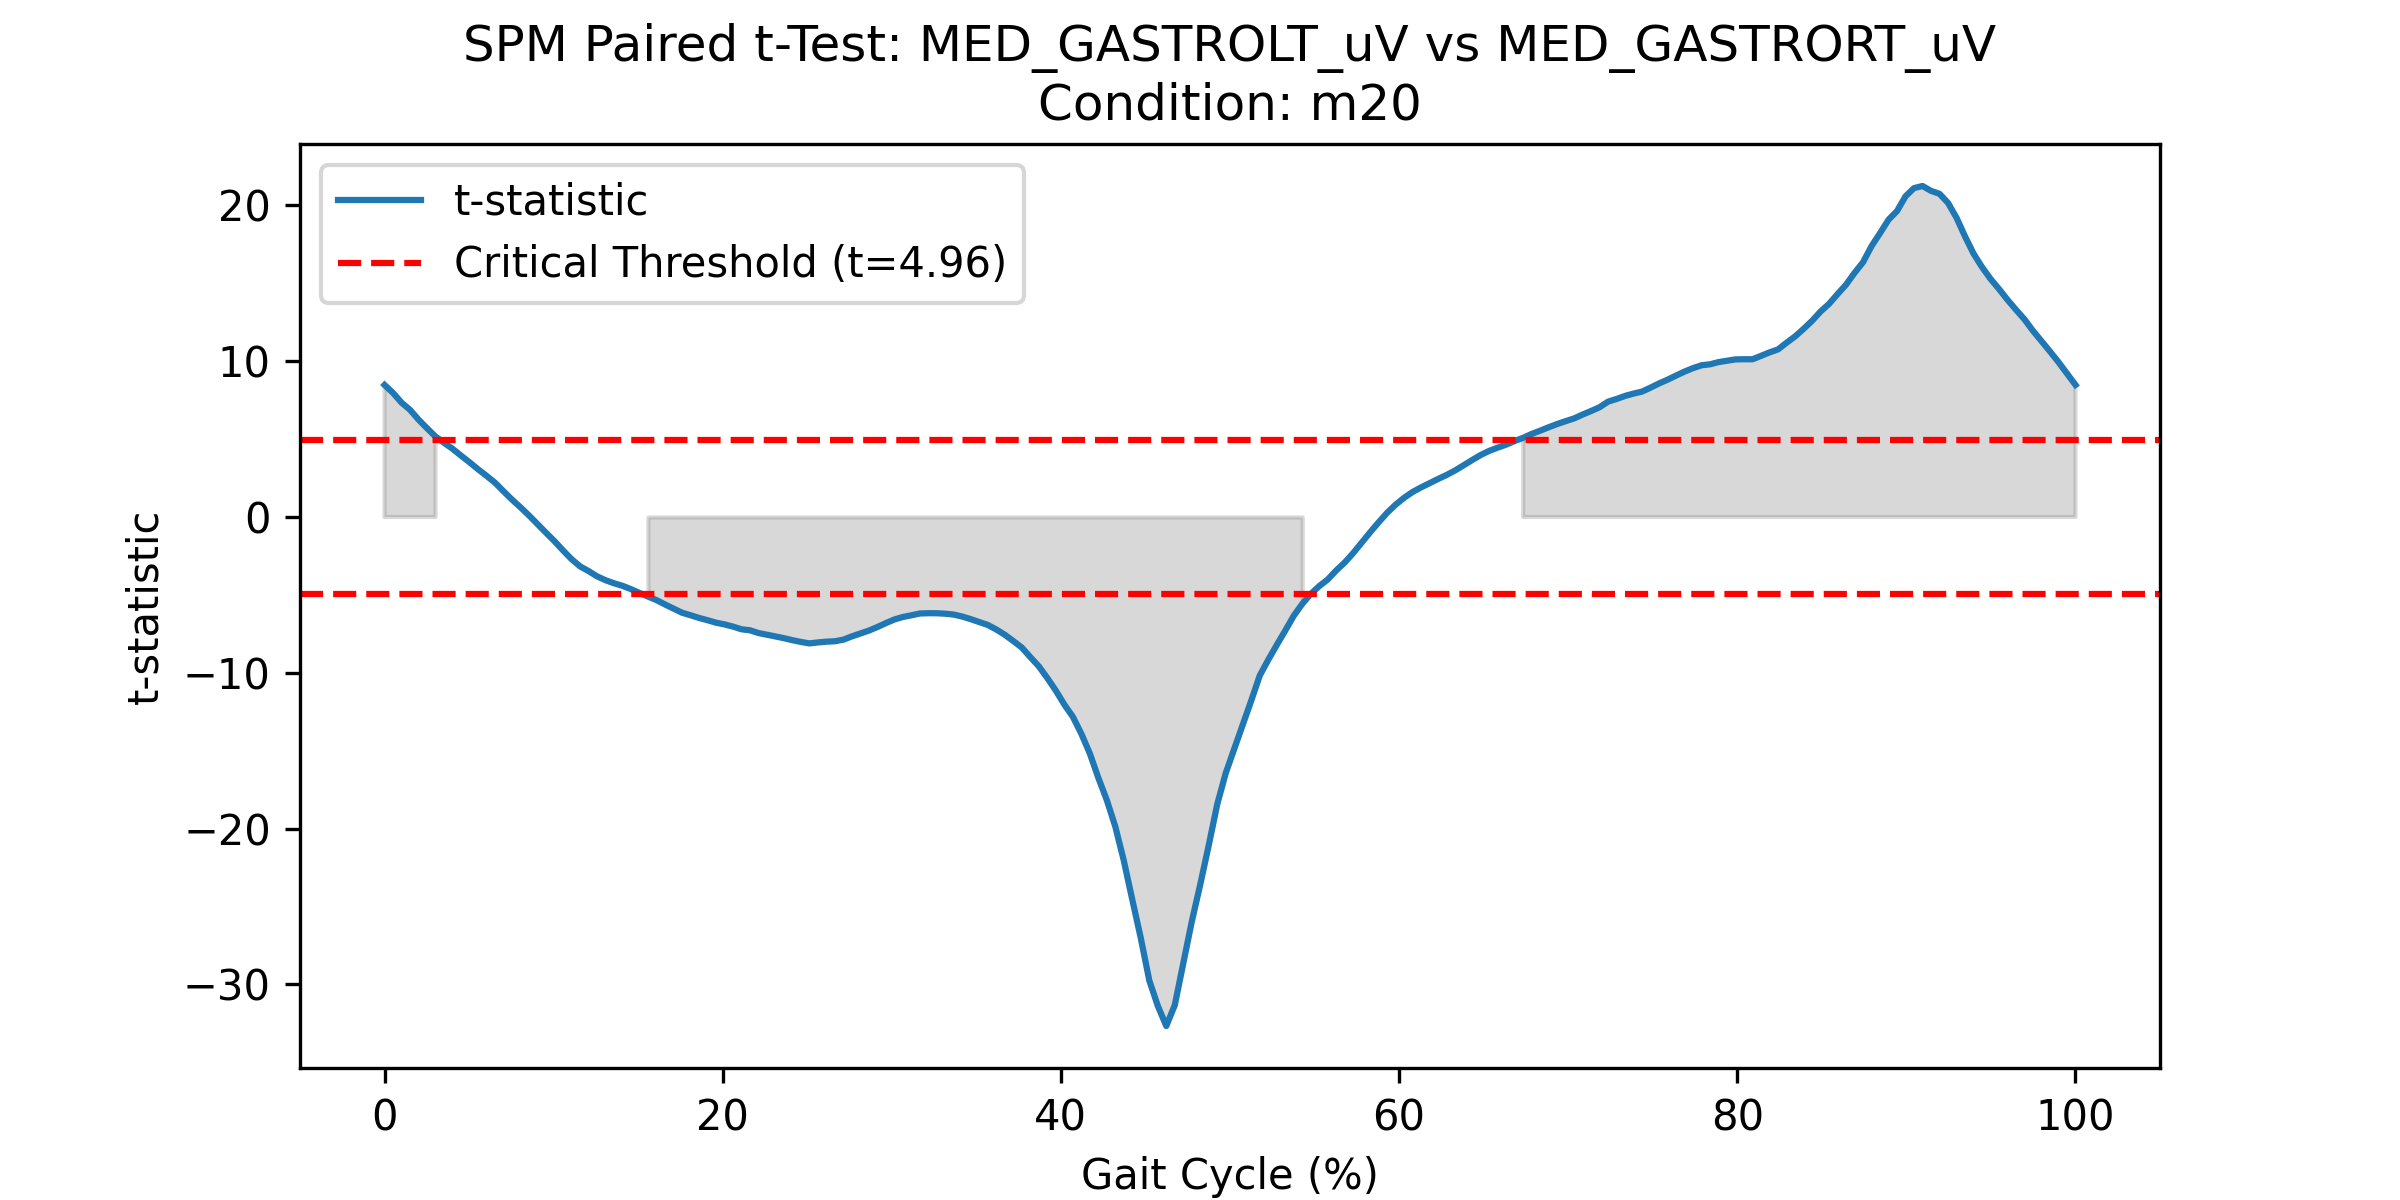 SPM Paired t-Test: MED_GASTROLT_uV vs MED_GASTRORT_uV
Condition: m20
t-statistic
Critical Threshold (t=4.96)
20
10
0
−10
−20
−30
t-statistic
0 20 40 60 80 100
Gait Cycle (%)